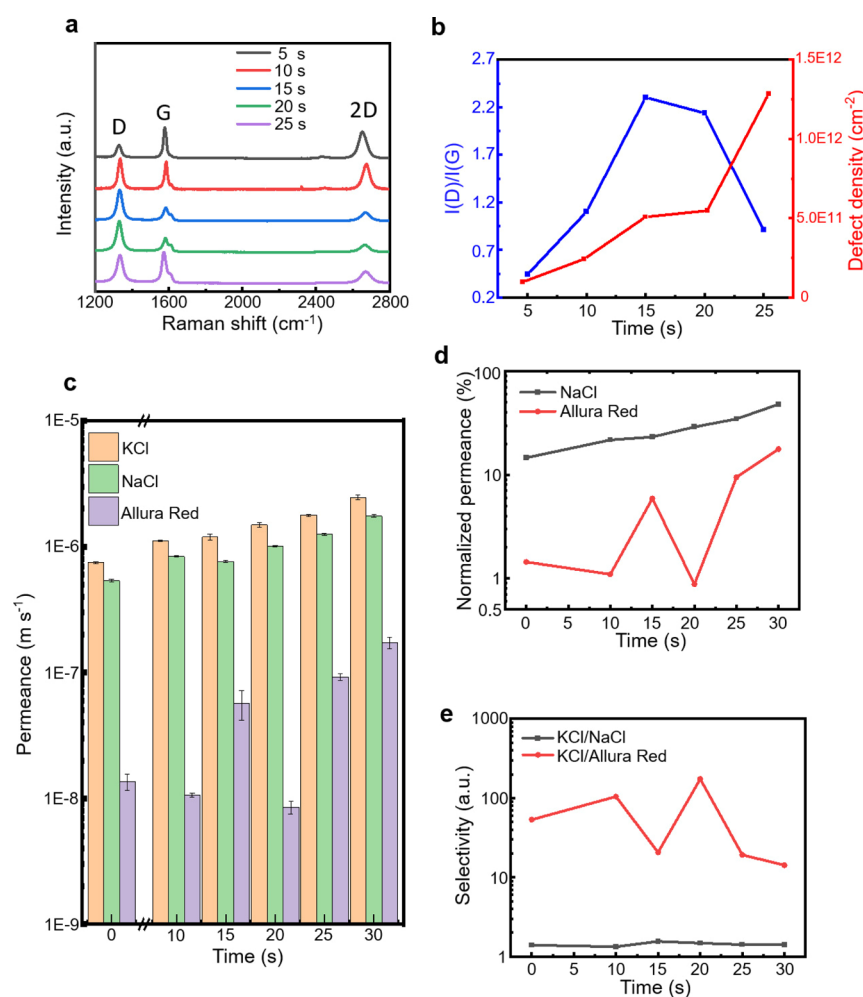 a
5 s
10 s
15 s
20 s
25 s
D
G
2D
Intensity (a.u.)
1200 1600 2000 2400 2800
Raman shift (cm⁻¹)
b
2.7
2.2
1.7
1.2
0.7
0.2
I(D)/I(G)
1.5E12
1.0E12
5.0E11
0
Defect density (cm⁻²)
5 10 15 20 25
Time (s)
c
1E-5
1E-6
1E-7
1E-8
1E-9
Permeance (m s⁻¹)
KCl
NaCl
Allura Red
0 10 15 20 25 30
Time (s)
d
100
10
1
0.5
Normalized permeance (%)
NaCl
Allura Red
0 5 10 15 20 25 30
Time (s)
e
1000
100
10
1
Selectivity (a.u.)
KCl/NaCl
KCl/Allura Red
0 5 10 15 20 25 30
Time (s)